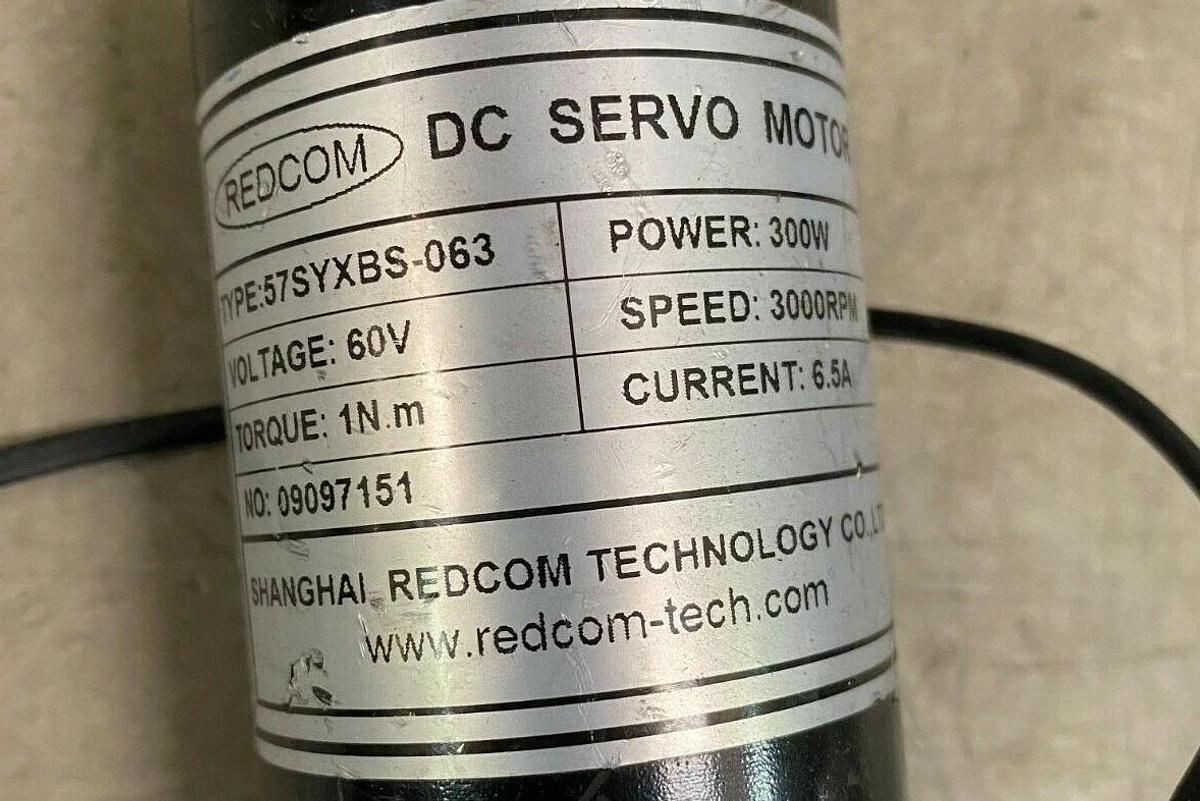 REDCOM DC SERVO MOTOR
TYPE:57SYXBS-063 POWER: 300W
VOLTAGE: 60V SPEED: 3000RPM
TORQUE: 1N.m CURRENT: 6.5A
NO: 09097151
SHANGHAI REDCOM TECHNOLOGY CO.,LT
www.redcom-tech.com